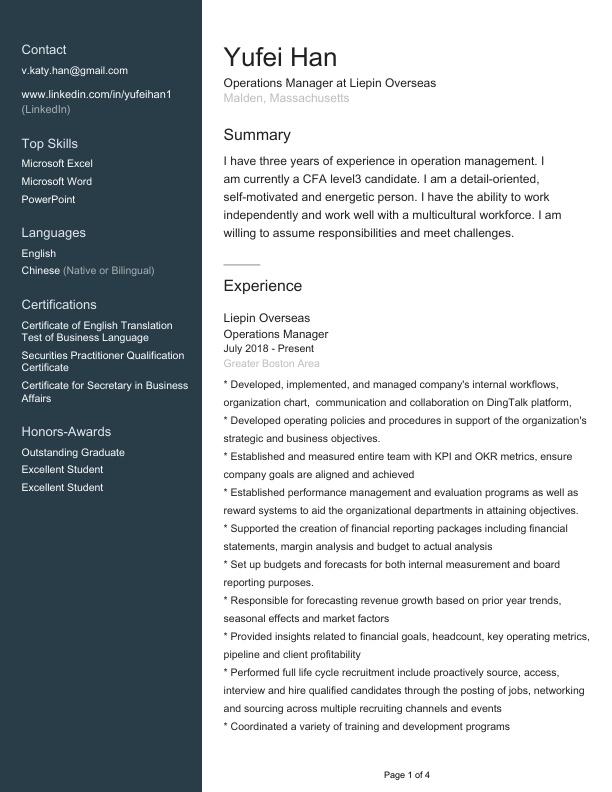 Contact
v.katy.han@gmail.com
www.linkedin.com/in/yufeihan1
(LinkedIn)
Top Skills
Microsoft Excel
Microsoft Word
PowerPoint
Languages
English
Chinese (Native or Bilingual)
Certifications
Certificate of English Translation
Test of Business Language
Securities Practitioner Qualification
Certificate
Certificate for Secretary in Business
Affairs
Honors-Awards
Outstanding Graduate
Excellent Student
Excellent Student
Yufei Han
Operations Manager at Liepin Overseas
Malden, Massachusetts
Summary
I have three years of experience in operation management. I
am currently a CFA level3 candidate. I am a detail-oriented,
self-motivated and energetic person. I have the ability to work
independently and work well with a multicultural workforce. I am
willing to assume responsibilities and meet challenges.
Experience
Liepin Overseas
Operations Manager
July 2018 - Present
Greater Boston Area
* Developed, implemented, and managed company's internal workflows,
organization chart,  communication and collaboration on DingTalk platform,
* Developed operating policies and procedures in support of the organization's
strategic and business objectives.
* Established and measured entire team with KPI and OKR metrics, ensure
company goals are aligned and achieved
* Established performance management and evaluation programs as well as
reward systems to aid the organizational departments in attaining objectives.
* Supported the creation of financial reporting packages including financial
statements, margin analysis and budget to actual analysis
* Set up budgets and forecasts for both internal measurement and board
reporting purposes.
* Responsible for forecasting revenue growth based on prior year trends,
seasonal effects and market factors
* Provided insights related to financial goals, headcount, key operating metrics,
pipeline and client profitability
* Performed full life cycle recruitment include proactively source, access,
interview and hire qualified candidates through the posting of jobs, networking
and sourcing across multiple recruiting channels and events
* Coordinated a variety of training and development programs
Page 1 of 4